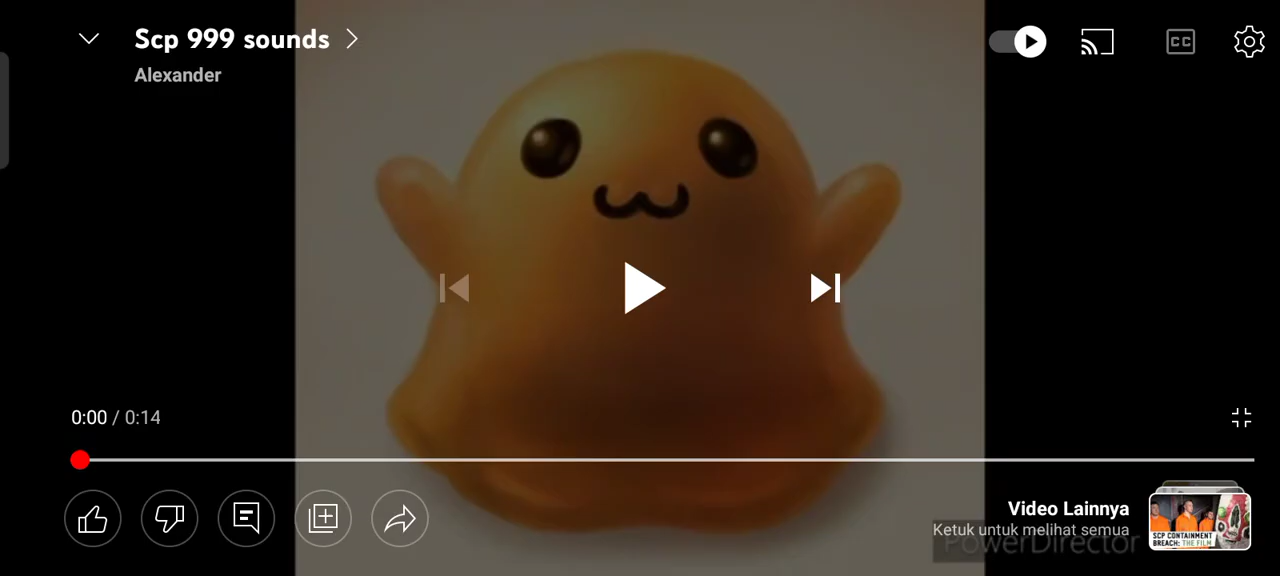 Scp 999 sounds
Alexander
CC
0:00 / 0:14
Video Lainnya
Ketuk untuk melihat semua
SCP CONTAINMENT
BREACH: THE FILM
PowerDirector